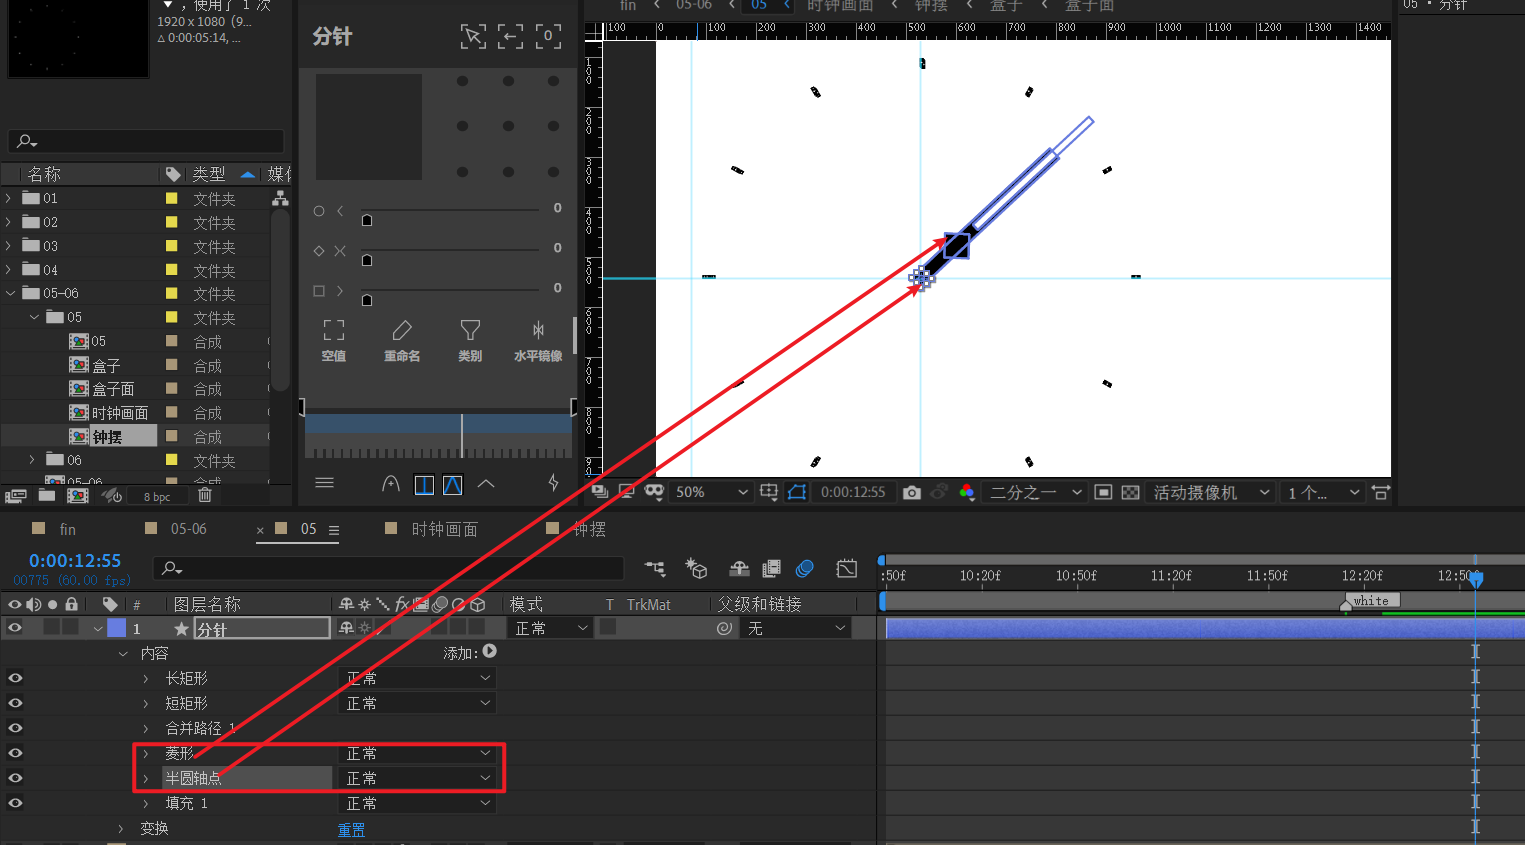 ，使用了 1 次
1920 x 1080 (9...
△ 0:00:05:14, ...
名称
类型
媒体
01
文件夹
02
文件夹
03
文件夹
04
文件夹
05-06
文件夹
05
文件夹
05
合成
盒子
合成
盒子面
合成
时钟画面
合成
钟摆
合成
06
文件夹
05-06
合成
8 bpc
分针
0
0
0
0
空值
重命名
类别
水平镜像
fin
05-06
05
时钟画面
钟摆
盒子
盒子面
100 0 100 200 300 400 500 600 700 800 900 1000 1100 1200 1300 1400
100
200
300
400
500
600
700
800
50%
0:00:12:55
二分之一
活动摄像机
1 个...
05 • 分针
fin
05-06
05
时钟画面
钟摆
0:00:12:55
00775 (60.00 fps)
:50f 10:20f 10:50f 11:20f 11:50f 12:20f 12:50f
#
图层名称
fx
模式
T TrkMat
父级和链接
white
1
分针
正常
无
内容
添加:
长矩形
正常
短矩形
正常
合并路径 1
菱形
正常
半圆轴点
正常
填充 1
正常
变换
重置